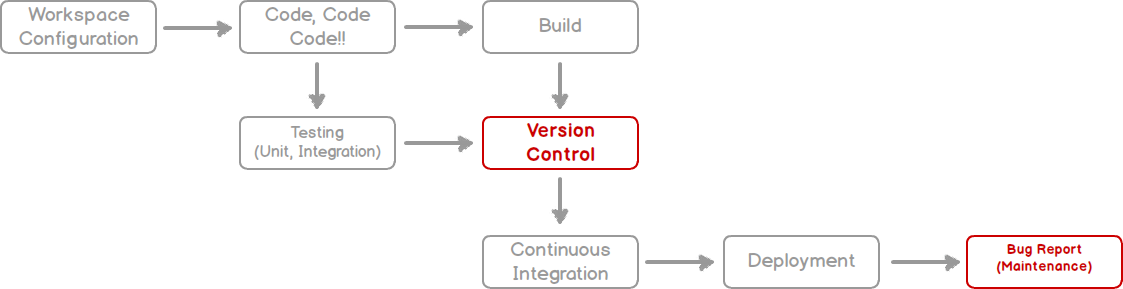 Workspace
Configuration
Code, Code
Code!!
Build
Testing
(Unit, Integration)
Version
Control
Continuous
Integration
Deployment
Bug Report
(Maintenance)